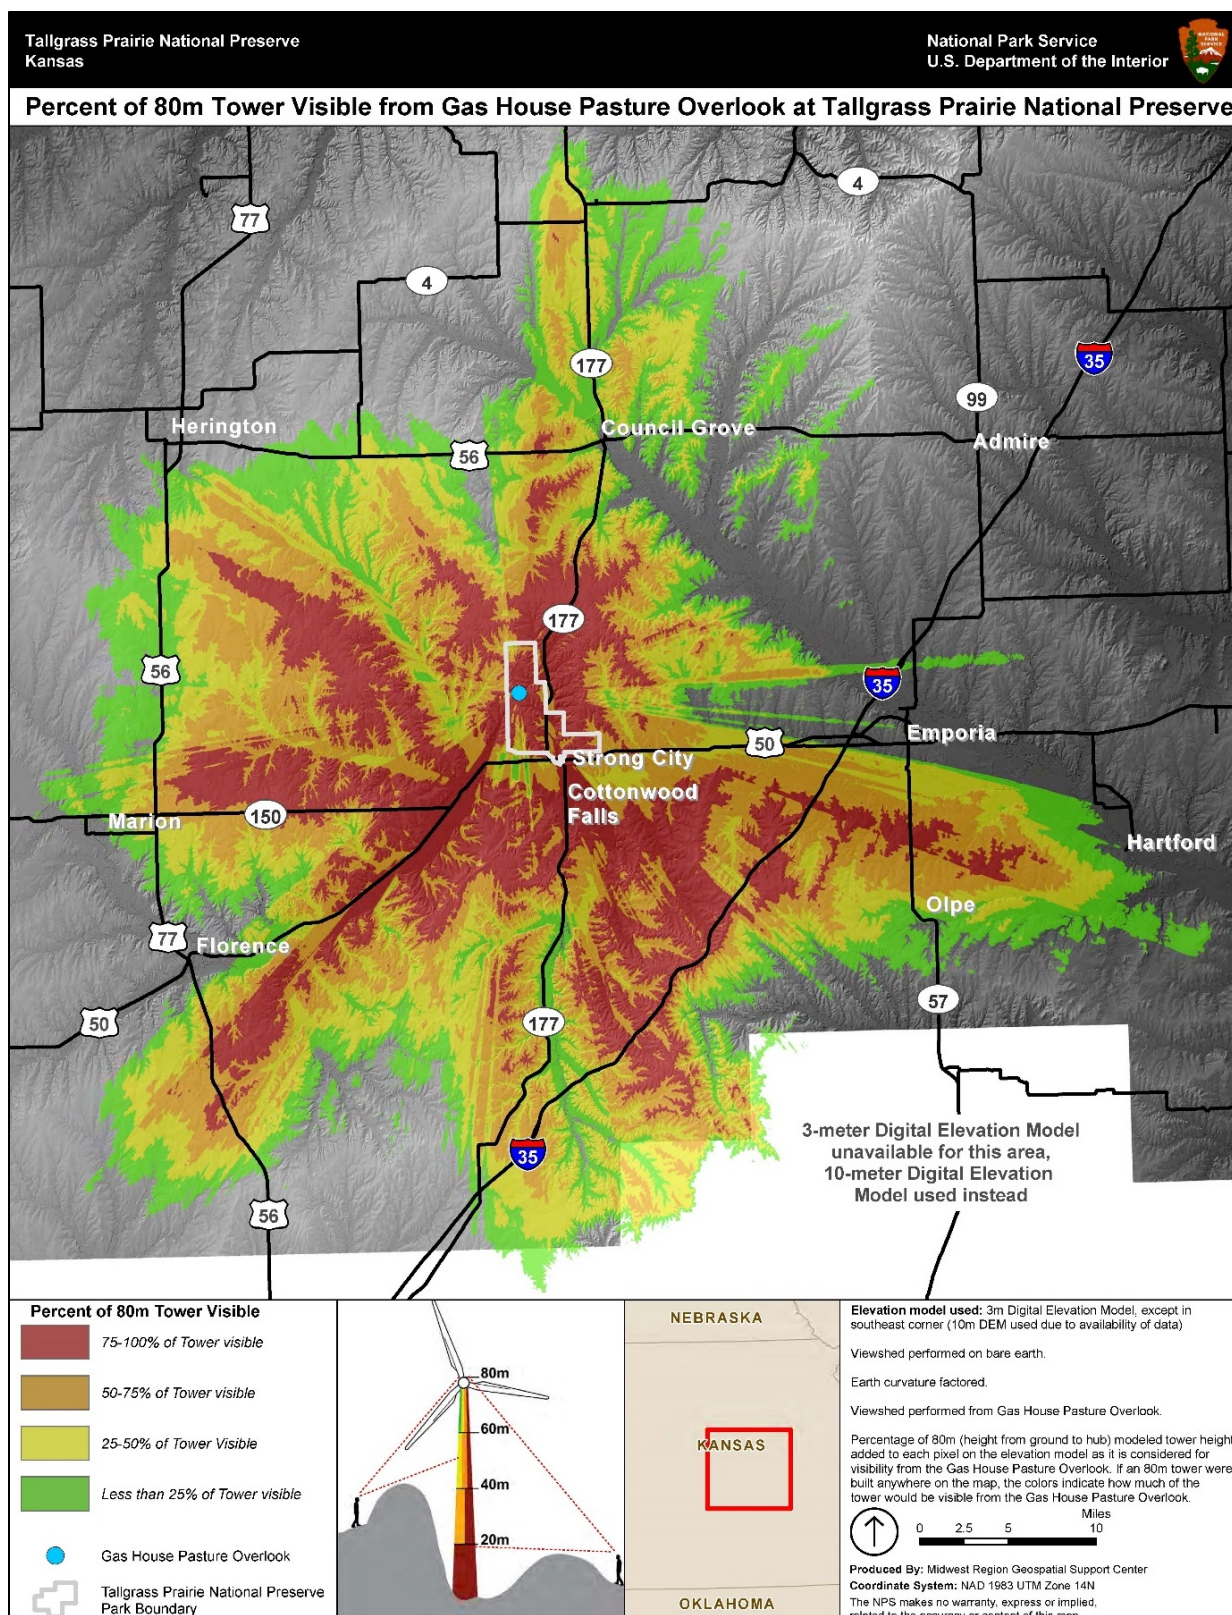 Tallgrass Prairie National Preserve
Kansas
National Park Service
U.S. Department of the Interior
NATIONAL
PARK
SERVICE
Percent of 80m Tower Visible from Gas House Pasture Overlook at Tallgrass Prairie National Preserve
4
77
4
177
35
99
Herington
Council Grove
Admire
56
177
56
35
Emporia
50
Strong City
Cottonwood
Falls
150
Marion
Hartford
Olpe
77
Florence
57
50
177
3-meter Digital Elevation Model
unavailable for this area,
10-meter Digital Elevation
Model used instead
35
56
Percent of 80m Tower Visible
75-100% of Tower visible
50-75% of Tower visible
25-50% of Tower Visible
Less than 25% of Tower visible
Gas House Pasture Overlook
Tallgrass Prairie National Preserve
Park Boundary
80m
60m
40m
20m
NEBRASKA
KANSAS
OKLAHOMA
Elevation model used: 3m Digital Elevation Model, except in
southeast corner (10m DEM used due to availability of data)
Viewshed performed on bare earth.
Earth curvature factored.
Viewshed performed from Gas House Pasture Overlook.
Percentage of 80m (height from ground to hub) modeled tower height
added to each pixel on the elevation model as it is considered for
visibility from the Gas House Pasture Overlook. If an 80m tower were
built anywhere on the map, the colors indicate how much of the
tower would be visible from the Gas House Pasture Overlook.
Miles
0 2.5 5 10
Produced By: Midwest Region Geospatial Support Center
Coordinate System: NAD 1983 UTM Zone 14N
The NPS makes no warranty, express or implied,
related to the accuracy or content of this map